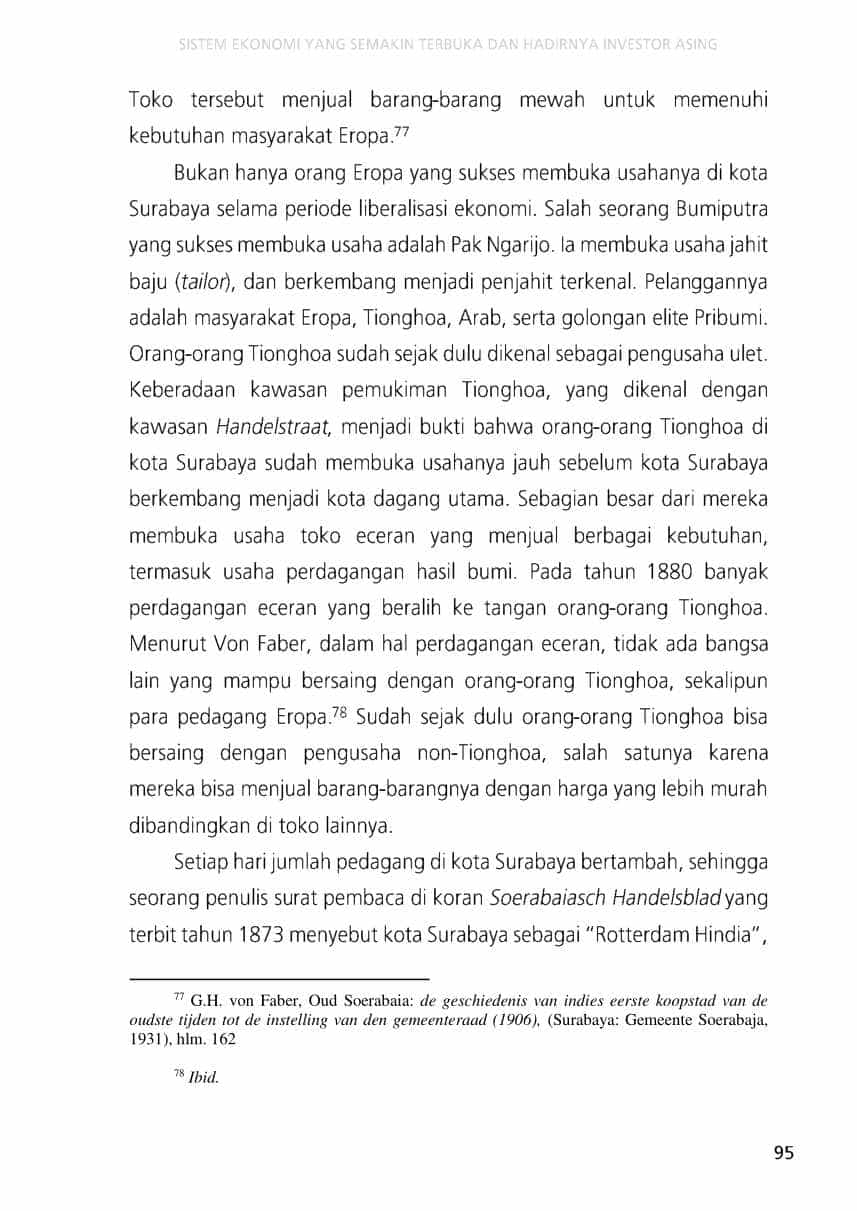 SISTEM EKONOMI YANG SEMAKIN TERBUKA DAN HADIRNYA INVESTOR ASING
Toko tersebut menjual barang-barang mewah untuk memenuhi
kebutuhan masyarakat Eropa.77
Bukan hanya orang Eropa yang sukses membuka usahanya di kota
Surabaya selama periode liberalisasi ekonomi. Salah seorang Bumiputra
yang sukses membuka usaha adalah Pak Ngarijo. Ia membuka usaha jahit
baju (tailor), dan berkembang menjadi penjahit terkenal. Pelanggannya
adalah masyarakat Eropa, Tionghoa, Arab, serta golongan elite Pribumi.
Orang-orang Tionghoa sudah sejak dulu dikenal sebagai pengusaha ulet.
Keberadaan kawasan pemukiman Tionghoa, yang dikenal dengan
kawasan Handelstraat, menjadi bukti bahwa orang-orang Tionghoa di
kota Surabaya sudah membuka usahanya jauh sebelum kota Surabaya
berkembang menjadi kota dagang utama. Sebagian besar dari mereka
membuka usaha toko eceran yang menjual berbagai kebutuhan,
termasuk usaha perdagangan hasil bumi. Pada tahun 1880 banyak
perdagangan eceran yang beralih ke tangan orang-orang Tionghoa.
Menurut Von Faber, dalam hal perdagangan eceran, tidak ada bangsa
lain yang mampu bersaing dengan orang-orang Tionghoa, sekalipun
para pedagang Eropa.78 Sudah sejak dulu orang-orang Tionghoa bisa
bersaing dengan pengusaha non-Tionghoa, salah satunya karena
mereka bisa menjual barang-barangnya dengan harga yang lebih murah
dibandingkan di toko lainnya.
Setiap hari jumlah pedagang di kota Surabaya bertambah, sehingga
seorang penulis surat pembaca di koran Soerabaiasch Handelsblad yang
terbit tahun 1873 menyebut kota Surabaya sebagai “Rotterdam Hindia”,
77 G.H. von Faber, Oud Soerabaia: de geschiedenis van indies eerste koopstad van de
oudste tijden tot de instelling van den gemeenteraad (1906), (Surabaya: Gemeente Soerabaja,
1931), hlm. 162
78 Ibid.
95